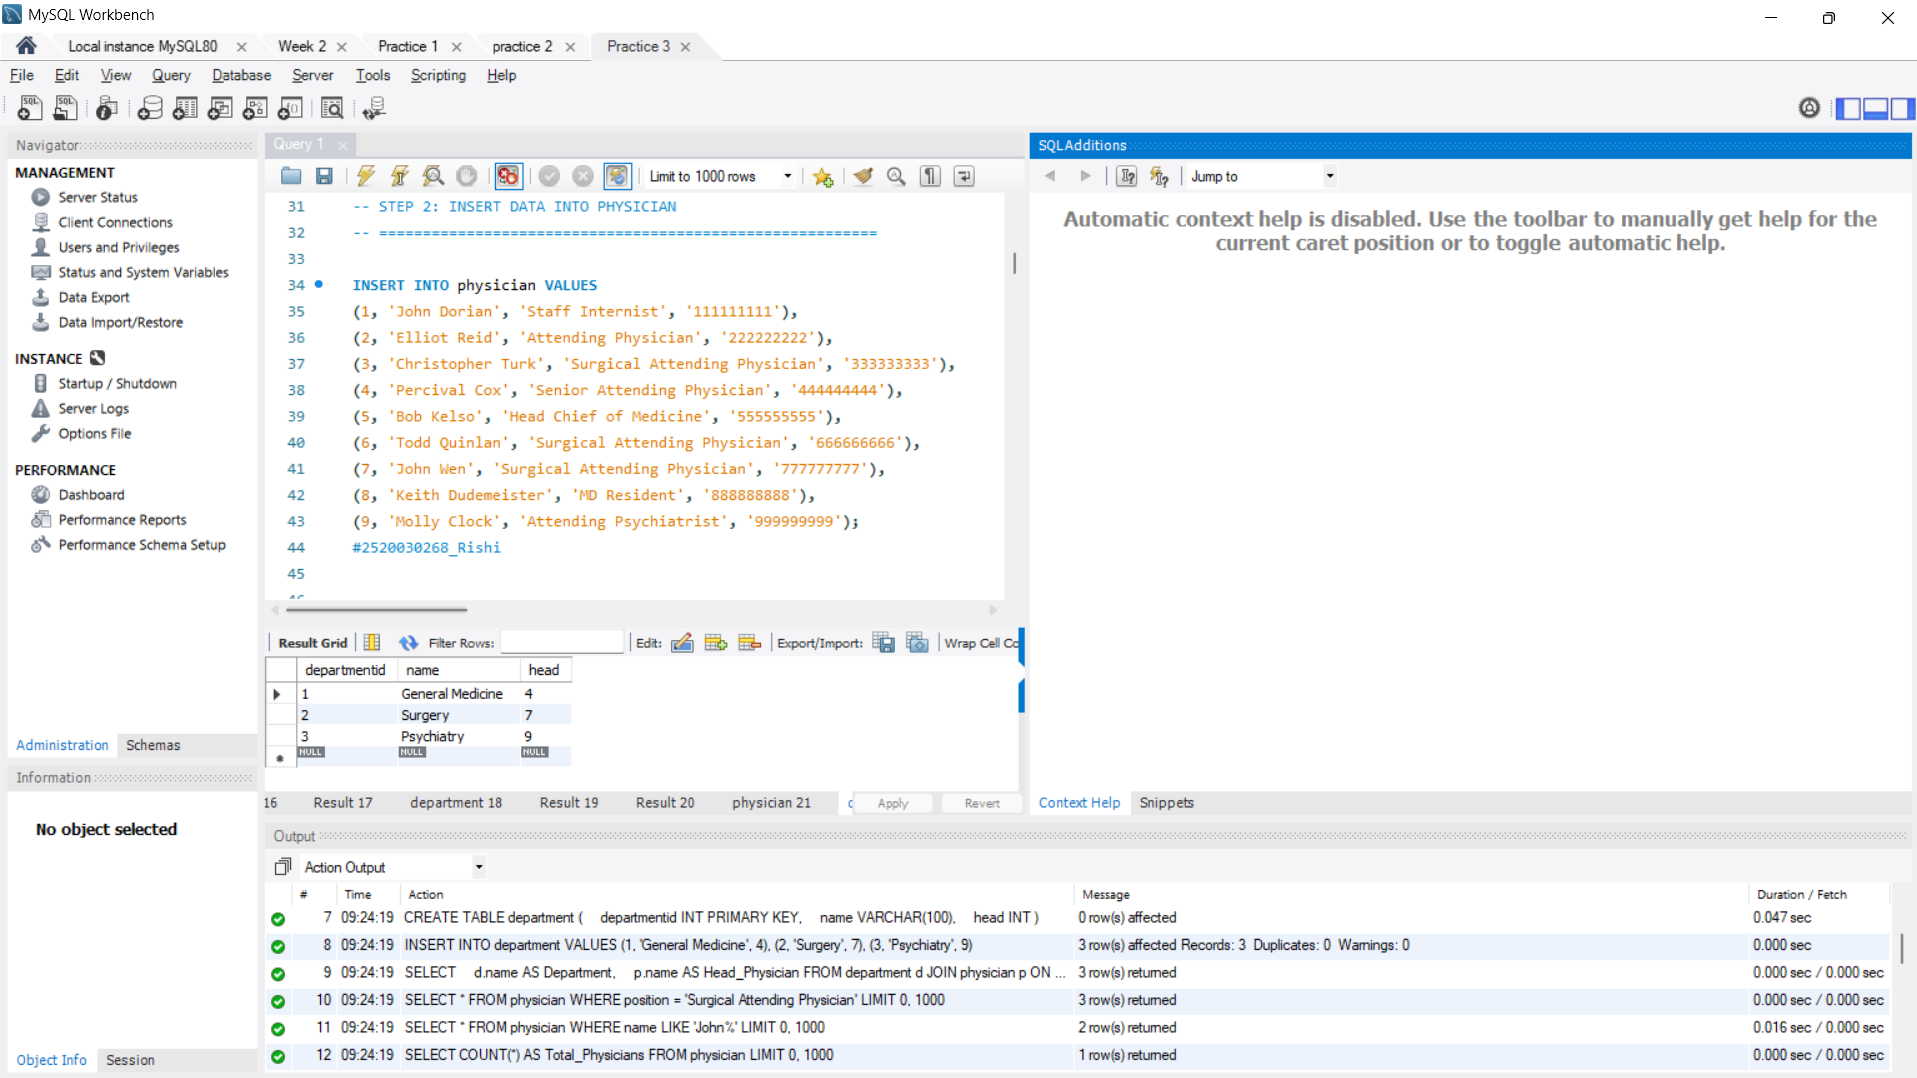 MySQL Workbench
Local instance MySQL80
Week 2
Practice 1
practice 2
Practice 3
File Edit View Query Database Server Tools Scripting Help
Navigator
MANAGEMENT
Server Status
Client Connections
Users and Privileges
Status and System Variables
Data Export
Data Import/Restore
INSTANCE
Startup / Shutdown
Server Logs
Options File
PERFORMANCE
Dashboard
Performance Reports
Performance Schema Setup
Administration Schemas
Information
No object selected
Object Info Session
Query 1
Limit to 1000 rows
31 -- STEP 2: INSERT DATA INTO PHYSICIAN
32 -- =========================================================
33
34 INSERT INTO physician VALUES
35 (1, 'John Dorian', 'Staff Internist', '111111111'),
36 (2, 'Elliot Reid', 'Attending Physician', '222222222'),
37 (3, 'Christopher Turk', 'Surgical Attending Physician', '333333333'),
38 (4, 'Percival Cox', 'Senior Attending Physician', '444444444'),
39 (5, 'Bob Kelso', 'Head Chief of Medicine', '555555555'),
40 (6, 'Todd Quinlan', 'Surgical Attending Physician', '666666666'),
41 (7, 'John Wen', 'Surgical Attending Physician', '777777777'),
42 (8, 'Keith Dudemeister', 'MD Resident', '888888888'),
43 (9, 'Molly Clock', 'Attending Psychiatrist', '999999999');
44 #2520030268_Rishi
45
Result Grid Filter Rows: Edit: Export/Import: Wrap Cell Co
departmentid name head
1 General Medicine 4
2 Surgery 7
3 Psychiatry 9
NULL NULL NULL
16 Result 17 department 18 Result 19 Result 20 physician 21 Apply Revert
SQLAdditions
Jump to
Automatic context help is disabled. Use the toolbar to manually get help for the
current caret position or to toggle automatic help.
Context Help Snippets
Output
Action Output
# Time Action Message Duration / Fetch
7 09:24:19 CREATE TABLE department ( departmentid INT PRIMARY KEY, name VARCHAR(100), head INT ) 0 row(s) affected 0.047 sec
8 09:24:19 INSERT INTO department VALUES (1, 'General Medicine', 4), (2, 'Surgery', 7), (3, 'Psychiatry', 9) 3 row(s) affected Records: 3 Duplicates: 0 Warnings: 0 0.000 sec
9 09:24:19 SELECT d.name AS Department, p.name AS Head_Physician FROM department d JOIN physician p ON ... 3 row(s) returned 0.000 sec / 0.000 sec
10 09:24:19 SELECT * FROM physician WHERE position = 'Surgical Attending Physician' LIMIT 0, 1000 3 row(s) returned 0.000 sec / 0.000 sec
11 09:24:19 SELECT * FROM physician WHERE name LIKE 'John%' LIMIT 0, 1000 2 row(s) returned 0.016 sec / 0.000 sec
12 09:24:19 SELECT COUNT(*) AS Total_Physicians FROM physician LIMIT 0, 1000 1 row(s) returned 0.000 sec / 0.000 sec